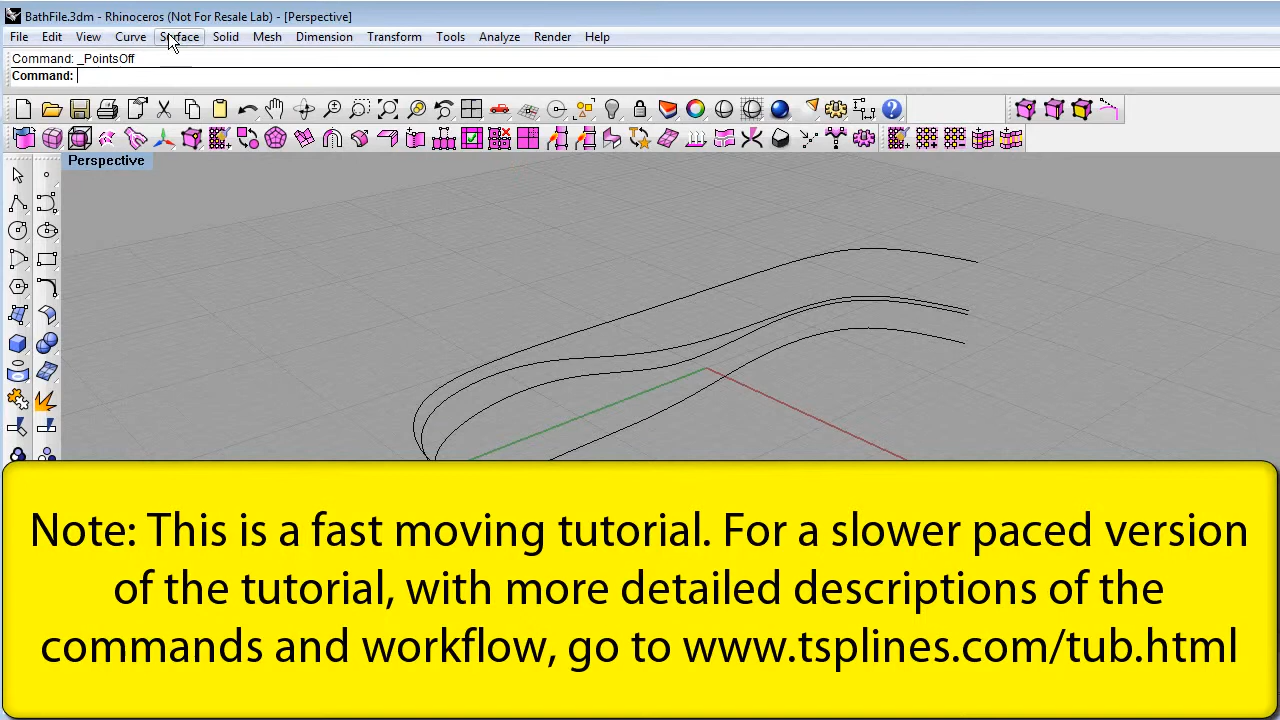 BathFile.3dm - Rhinoceros (Not For Resale Lab) - [Perspective]
File Edit View Curve Surface Solid Mesh Dimension Transform Tools Analyze Render Help
Command: _PointsOff
Command:
Perspective
Note: This is a fast moving tutorial. For a slower paced version
of the tutorial, with more detailed descriptions of the
commands and workflow, go to www.tsplines.com/tub.html